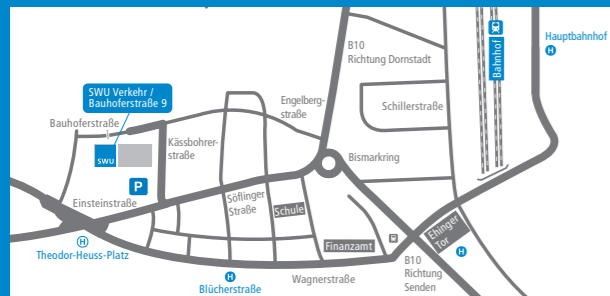 Hauptbahnhof
H
Bahnhof
B10
Richtung Dornstadt
SWU Verkehr /
Bauhoferstraße 9
Engelberg-
straße
Schillerstraße
Bauhoferstraße
Kässbohrer-
straße
swu
Bismarkring
P
Einsteinstraße
Söflinger
Straße
Schule
Ehinger
Tor
Finanzamt
H
H
Theodor-Heuss-Platz
B10
Richtung
Senden
H
Blücherstraße
Wagnerstraße